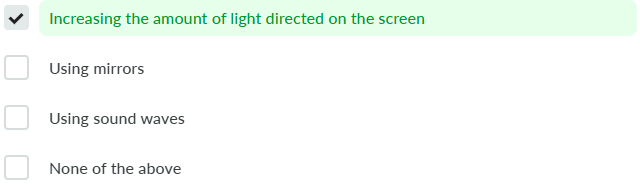 Increasing the amount of light directed on the screen
Using mirrors
Using sound waves
None of the above